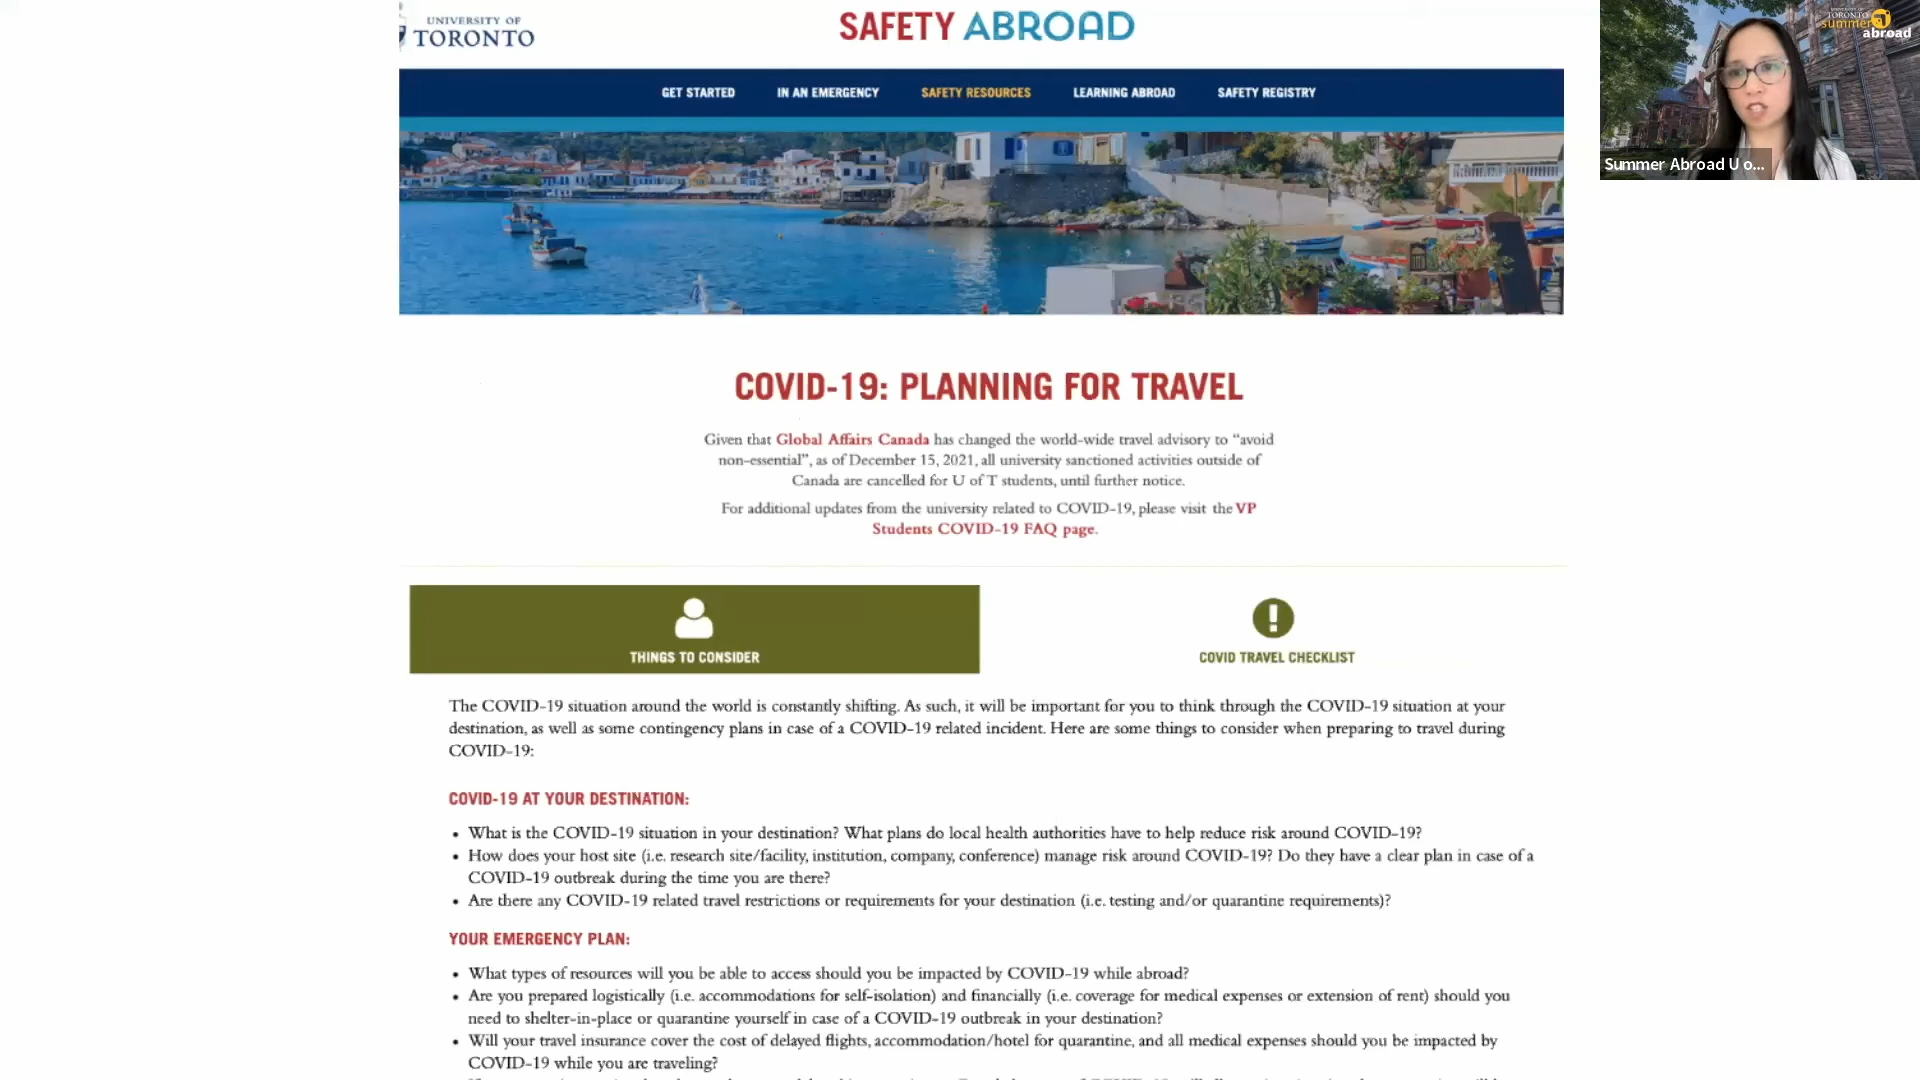 UNIVERSITY OF
TORONTO
SAFETY ABROAD
GET STARTED IN AN EMERGENCY SAFETY RESOURCES LEARNING ABROAD SAFETY REGISTRY
COVID-19: PLANNING FOR TRAVEL
Given that Global Affairs Canada has changed the world-wide travel advisory to “avoid
non-essential”, as of December 15, 2021, all university sanctioned activities outside of
Canada are cancelled for U of T students, until further notice.
For additional updates from the university related to COVID-19, please visit the VP
Students COVID-19 FAQ page.
THINGS TO CONSIDER
COVID TRAVEL CHECKLIST
The COVID-19 situation around the world is constantly shifting. As such, it will be important for you to think through the COVID-19 situation at your
destination, as well as some contingency plans in case of a COVID-19 related incident. Here are some things to consider when preparing to travel during
COVID-19:
COVID-19 AT YOUR DESTINATION:
• What is the COVID-19 situation in your destination? What plans do local health authorities have to help reduce risk around COVID-19?
• How does your host site (i.e. research site/facility, institution, company, conference) manage risk around COVID-19? Do they have a clear plan in case of a
COVID-19 outbreak during the time you are there?
• Are there any COVID-19 related travel restrictions or requirements for your destination (i.e. testing and/or quarantine requirements)?
YOUR EMERGENCY PLAN:
• What types of resources will you be able to access should you be impacted by COVID-19 while abroad?
• Are you prepared logistically (i.e. accommodations for self-isolation) and financially (i.e. coverage for medical expenses or extension of rent) should you
need to shelter-in-place or quarantine yourself in case of a COVID-19 outbreak in your destination?
• Will your travel insurance cover the cost of delayed flights, accommodation/hotel for quarantine, and all medical expenses should you be impacted by
COVID-19 while you are traveling?
TORONTO
summer
abroad
Summer Abroad U o...